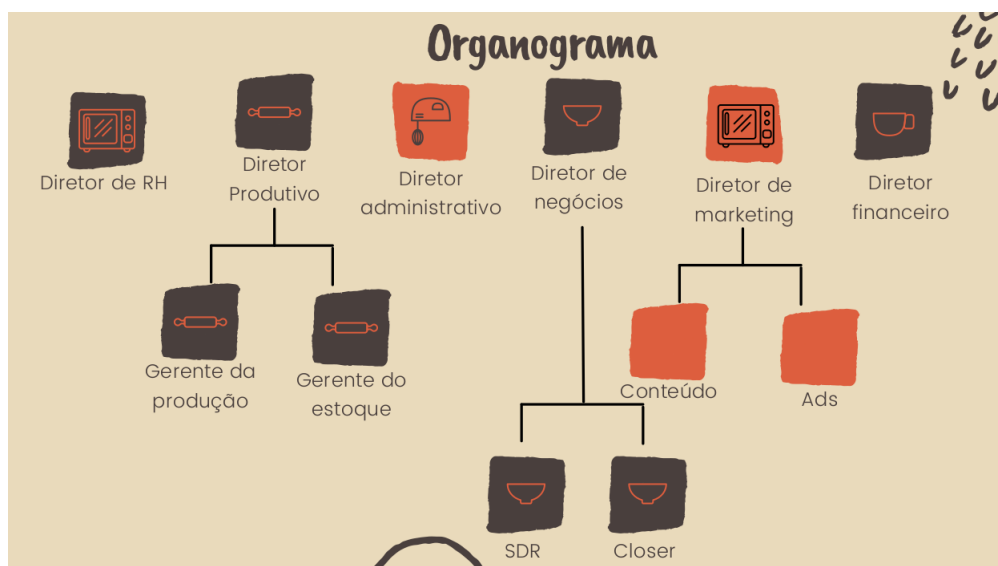 Organograma
Diretor de RH
Diretor
Produtivo
Diretor
administrativo
Diretor de
negócios
Diretor de
marketing
Diretor
financeiro
Gerente da
produção
Gerente do
estoque
Conteúdo
Ads
SDR
Closer